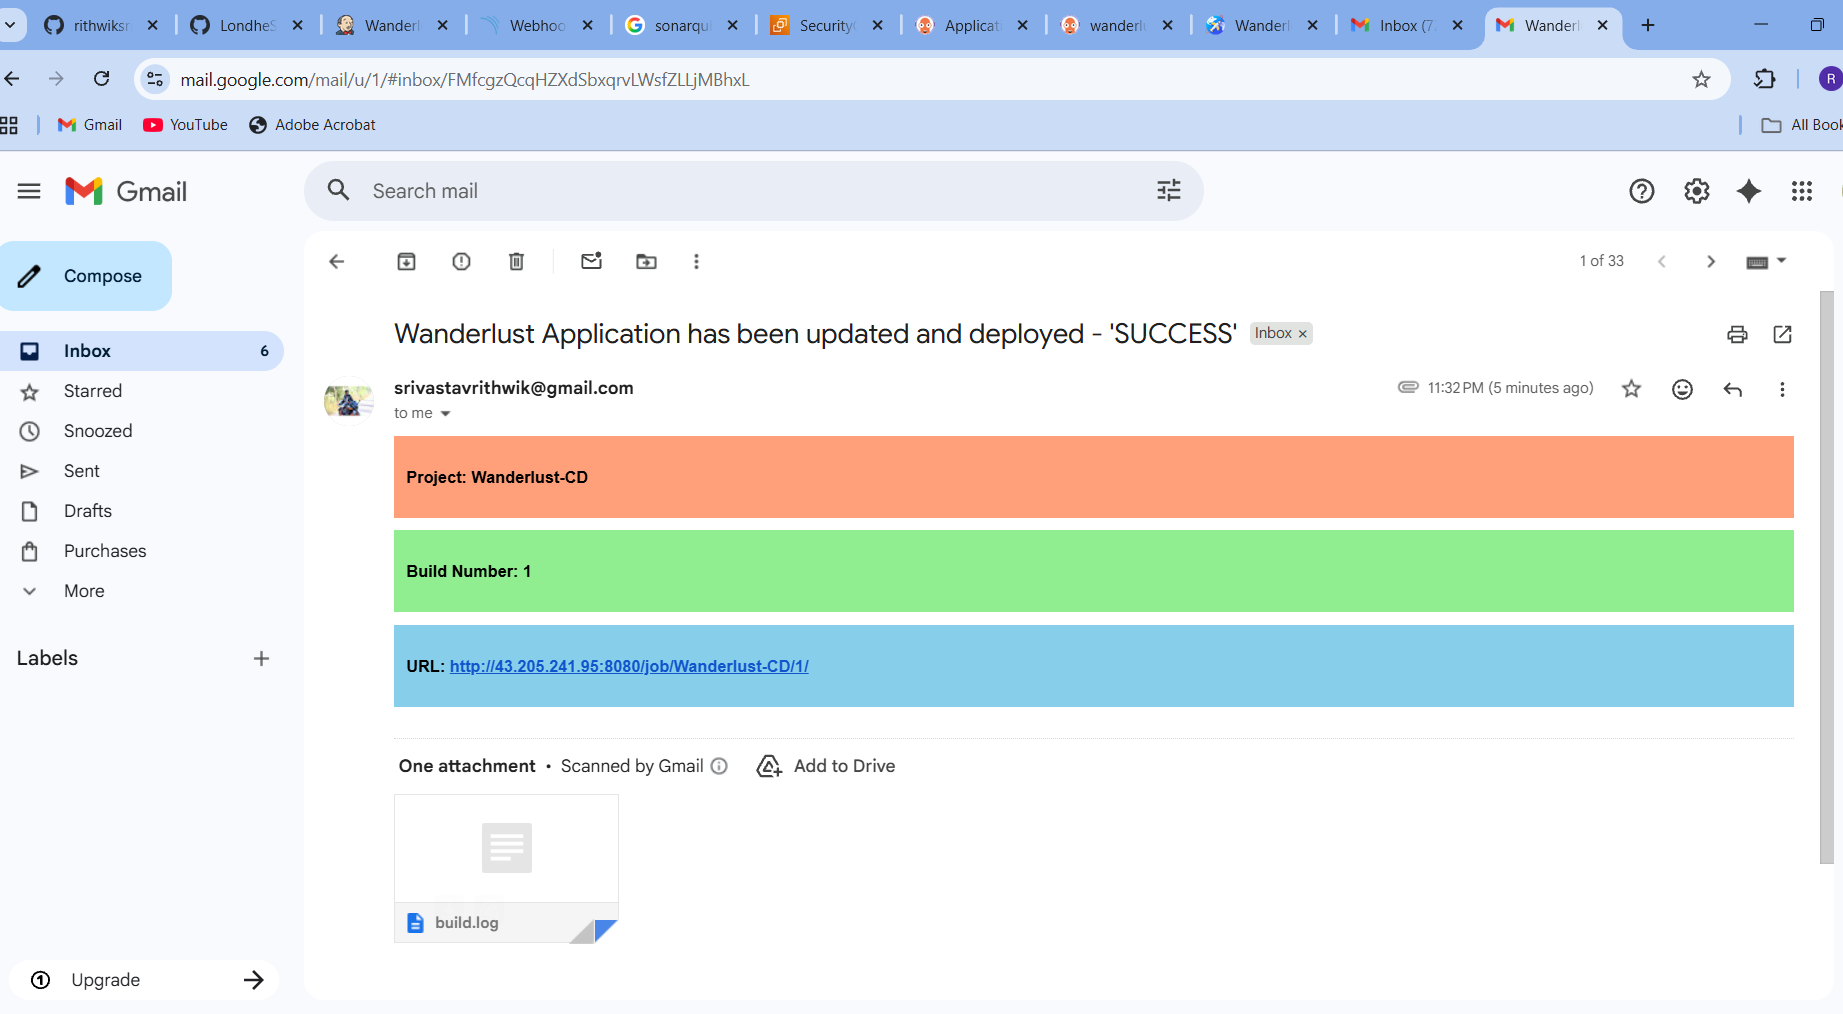 rithwiksr
LondheS
Wanderl
Webhoo
sonarqu
Security
Applicati
wanderlu
Wanderl
Inbox (7
Wanderl
mail.google.com/mail/u/1/#inbox/FMfcgzQcqHZXdSbxqrvLWsfZLLjMBhxL
R
Gmail
YouTube
Adobe Acrobat
All Book
Gmail
Search mail
Compose
1 of 33
Inbox 6
Starred
Snoozed
Sent
Drafts
Purchases
More
Labels
Upgrade
Wanderlust Application has been updated and deployed - 'SUCCESS' Inbox ×
srivastavrithwik@gmail.com
11:32 PM (5 minutes ago)
to me
Project: Wanderlust-CD
Build Number: 1
URL: http://43.205.241.95:8080/job/Wanderlust-CD/1/
One attachment • Scanned by Gmail
Add to Drive
build.log